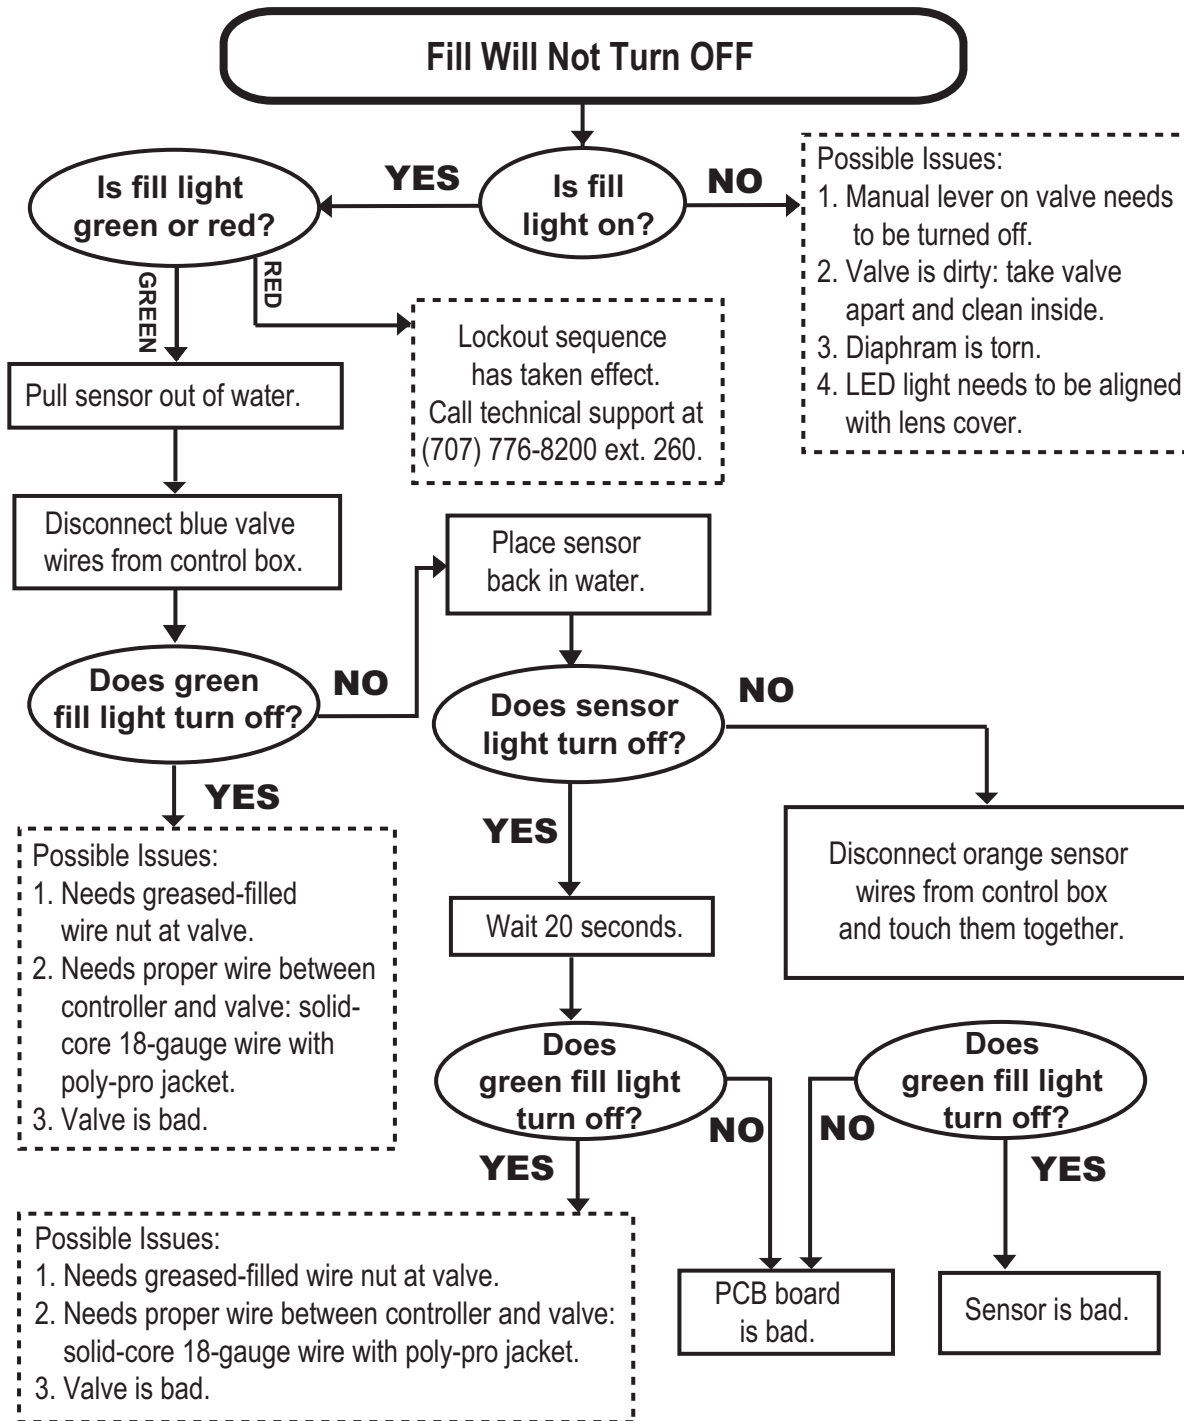 Fill Will Not Turn OFF
Is fill
light on?
YES
NO
Possible Issues:
1. Manual lever on valve needs
to be turned off.
2. Valve is dirty: take valve
apart and clean inside.
3. Diaphram is torn.
4. LED light needs to be aligned
with lens cover.
Is fill light
green or red?
GREEN
RED
Lockout sequence
has taken effect.
Call technical support at
(707) 776-8200 ext. 260.
Pull sensor out of water.
Disconnect blue valve
wires from control box.
Does green
fill light turn off?
NO
YES
Possible Issues:
1. Needs greased-filled
wire nut at valve.
2. Needs proper wire between
controller and valve: solid-
core 18-gauge wire with
poly-pro jacket.
3. Valve is bad.
Place sensor
back in water.
Does sensor
light turn off?
NO
YES
Disconnect orange sensor
wires from control box
and touch them together.
Wait 20 seconds.
Does
green fill light
turn off?
NO
YES
Does
green fill light
turn off?
NO
YES
Possible Issues:
1. Needs greased-filled wire nut at valve.
2. Needs proper wire between controller and valve:
solid-core 18-gauge wire with poly-pro jacket.
3. Valve is bad.
PCB board
is bad.
Sensor is bad.